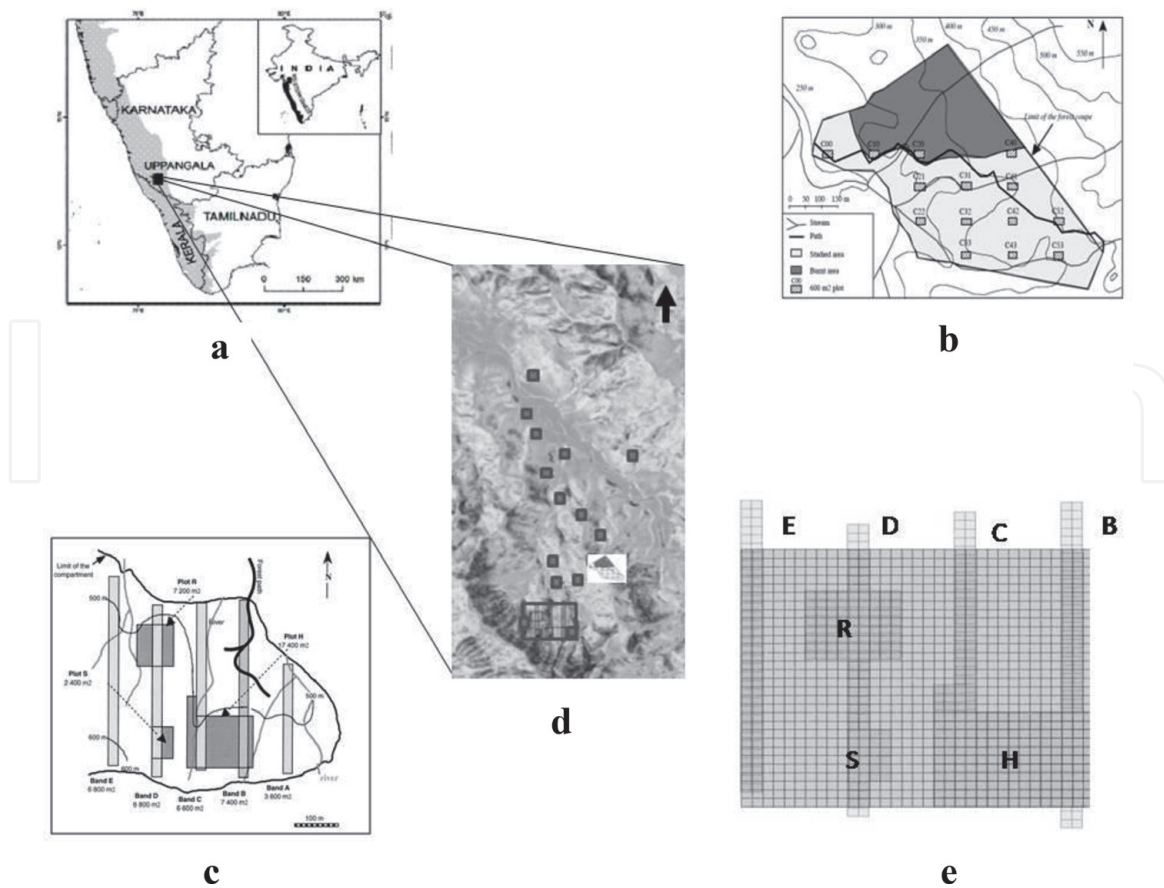 INDIA
KARNATAKA
UPPANGALA
TAMILNADU
KERALA
0 150 300 km
a
300 m
400 m
350 m
450 m
500 m
550 m
250 m
N
Limit of the forest coupe
C00
C40
C21
C31
C22
C32
C42
C52
C33
C43
C53
0 50 100 150 m
Stream
Path
Studied area
Burnt area
C00
600 m2 plot
b
Limit of the
compartment
Forest path
N
Plot R
7 200 m2
500 m
River
Plot H
17 400 m2
Plot S
2 400 m2
500 m
600 m
600 m
river
Band E
6 800 m2
Band D
6 800 m2
Band C
6 600 m2
Band B
7 400 m2
Band A
3 600 m2
100 m
c
d
E
D
C
B
R
S
H
e